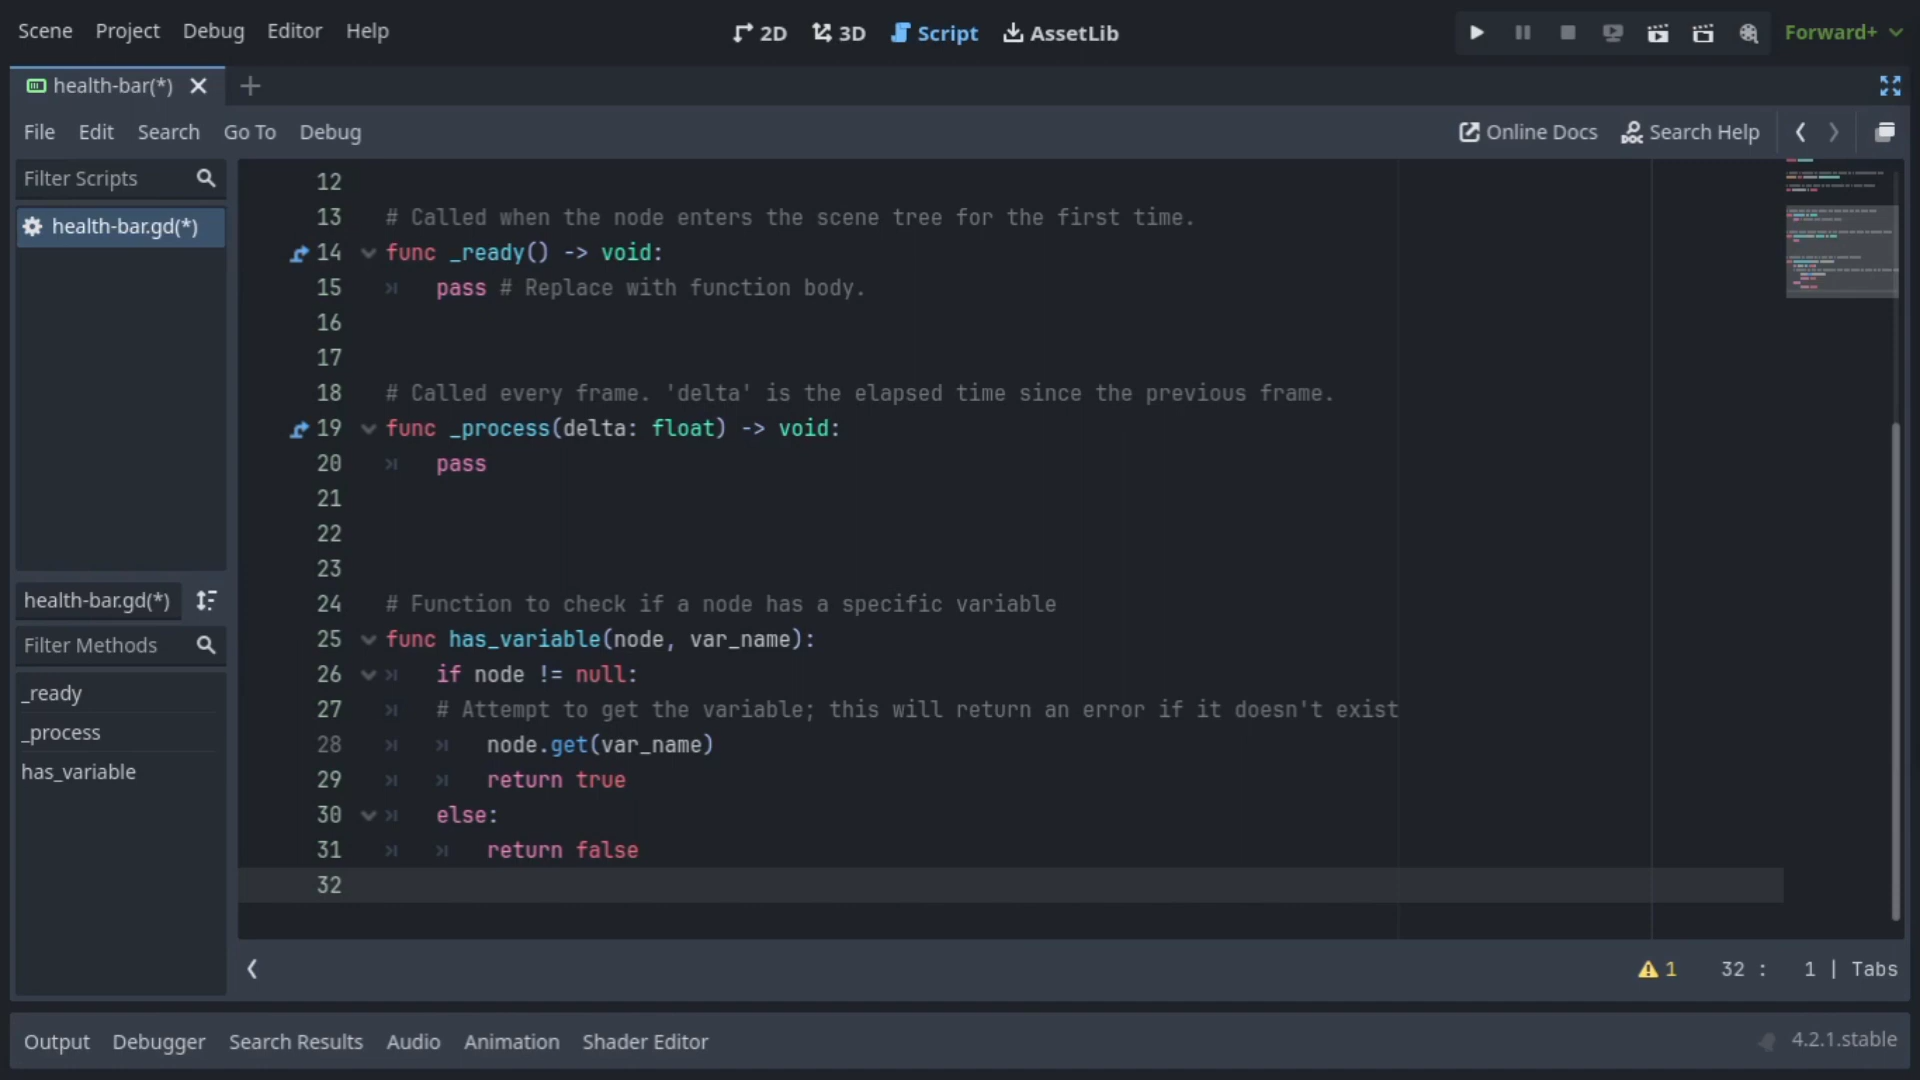 Scene Project Debug Editor Help
2D 3D Script AssetLib
Forward+
health-bar(*)
File Edit Search Go To Debug
Online Docs Search Help
Filter Scripts
health-bar.gd(*)
health-bar.gd(*)
Filter Methods
_ready
_process
has_variable
12
13 # Called when the node enters the scene tree for the first time.
14 func _ready() -> void:
15 pass # Replace with function body.
16
17
18 # Called every frame. 'delta' is the elapsed time since the previous frame.
19 func _process(delta: float) -> void:
20 pass
21
22
23
24 # Function to check if a node has a specific variable
25 func has_variable(node, var_name):
26 if node != null:
27 # Attempt to get the variable; this will return an error if it doesn't exist
28 node.get(var_name)
29 return true
30 else:
31 return false
32
1 32 : 1 | Tabs
Output Debugger Search Results Audio Animation Shader Editor
4.2.1.stable